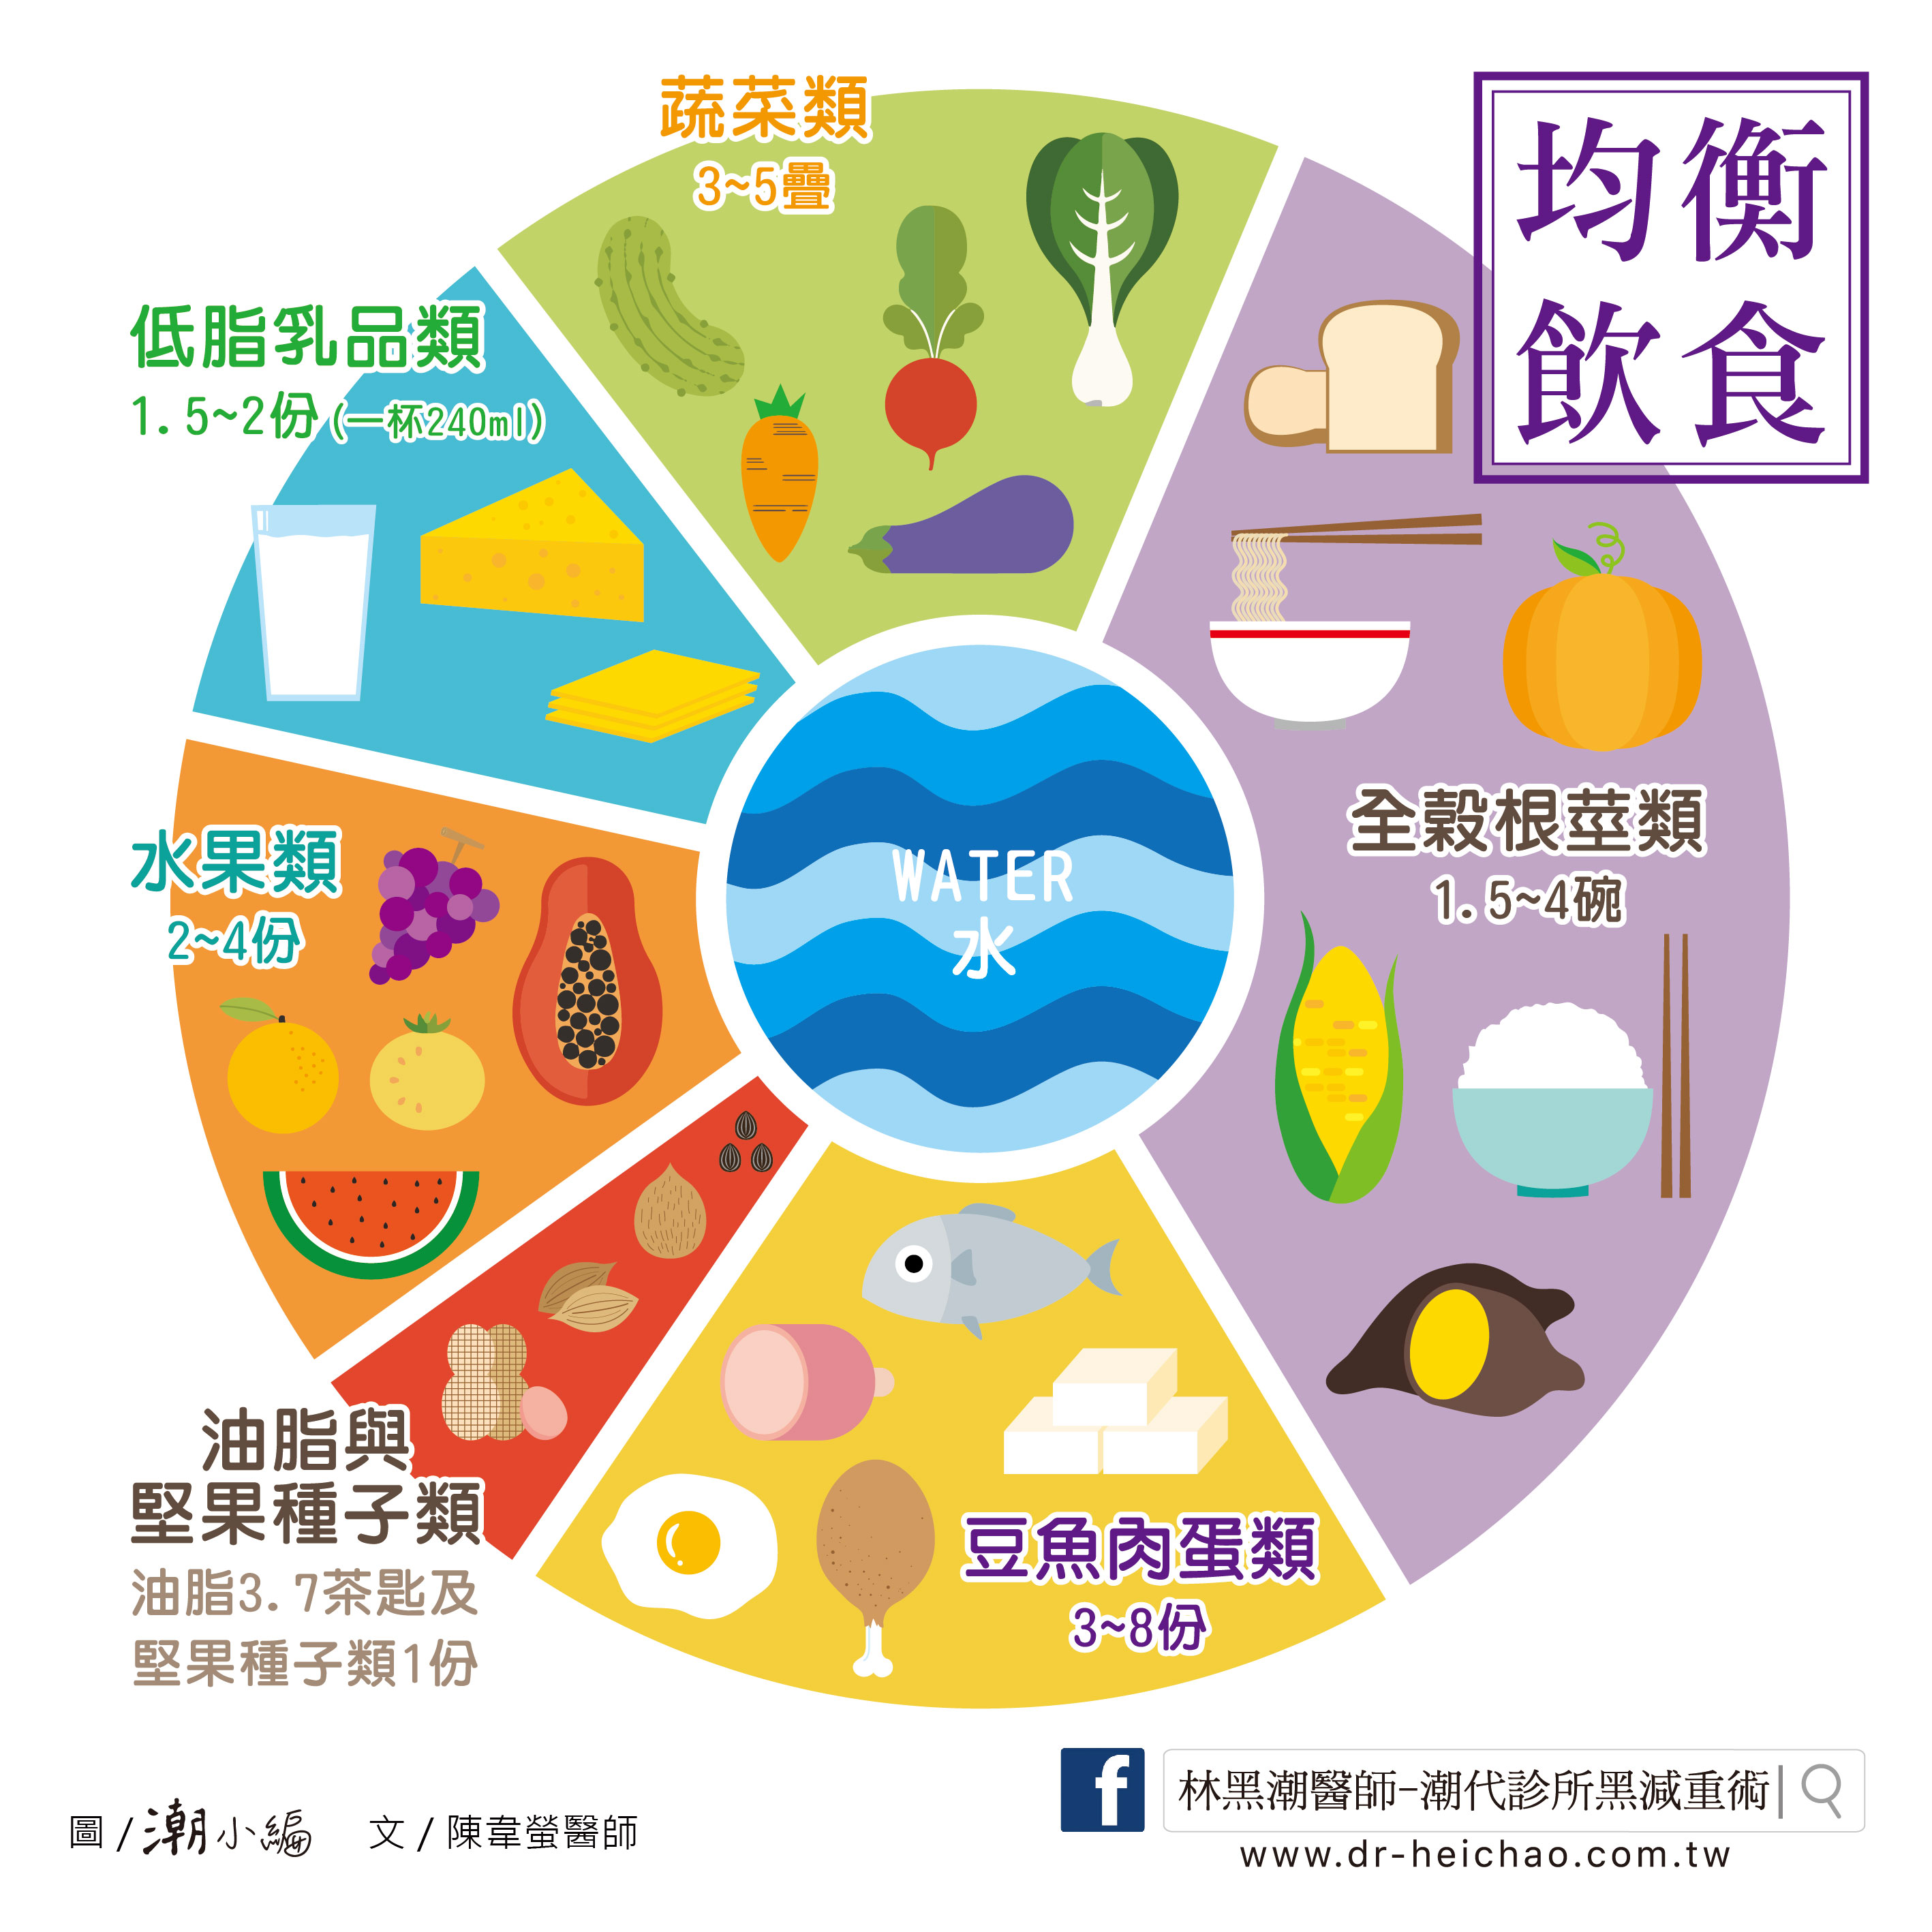 均衡
飲食
蔬菜類
3~5疊
低脂乳品類
1.5~2份(一杯240ml)
水果類
2~4份
WATER
水
全穀根莖類
1.5~4碗
油脂與
堅果種子類
油脂3.7茶匙及
堅果種子類1份
豆魚肉蛋類
3~8份
圖/潮小編 文/陳韋螢醫師
f 林黑潮醫師-潮代診所黑減重術
www.dr-heichao.com.tw